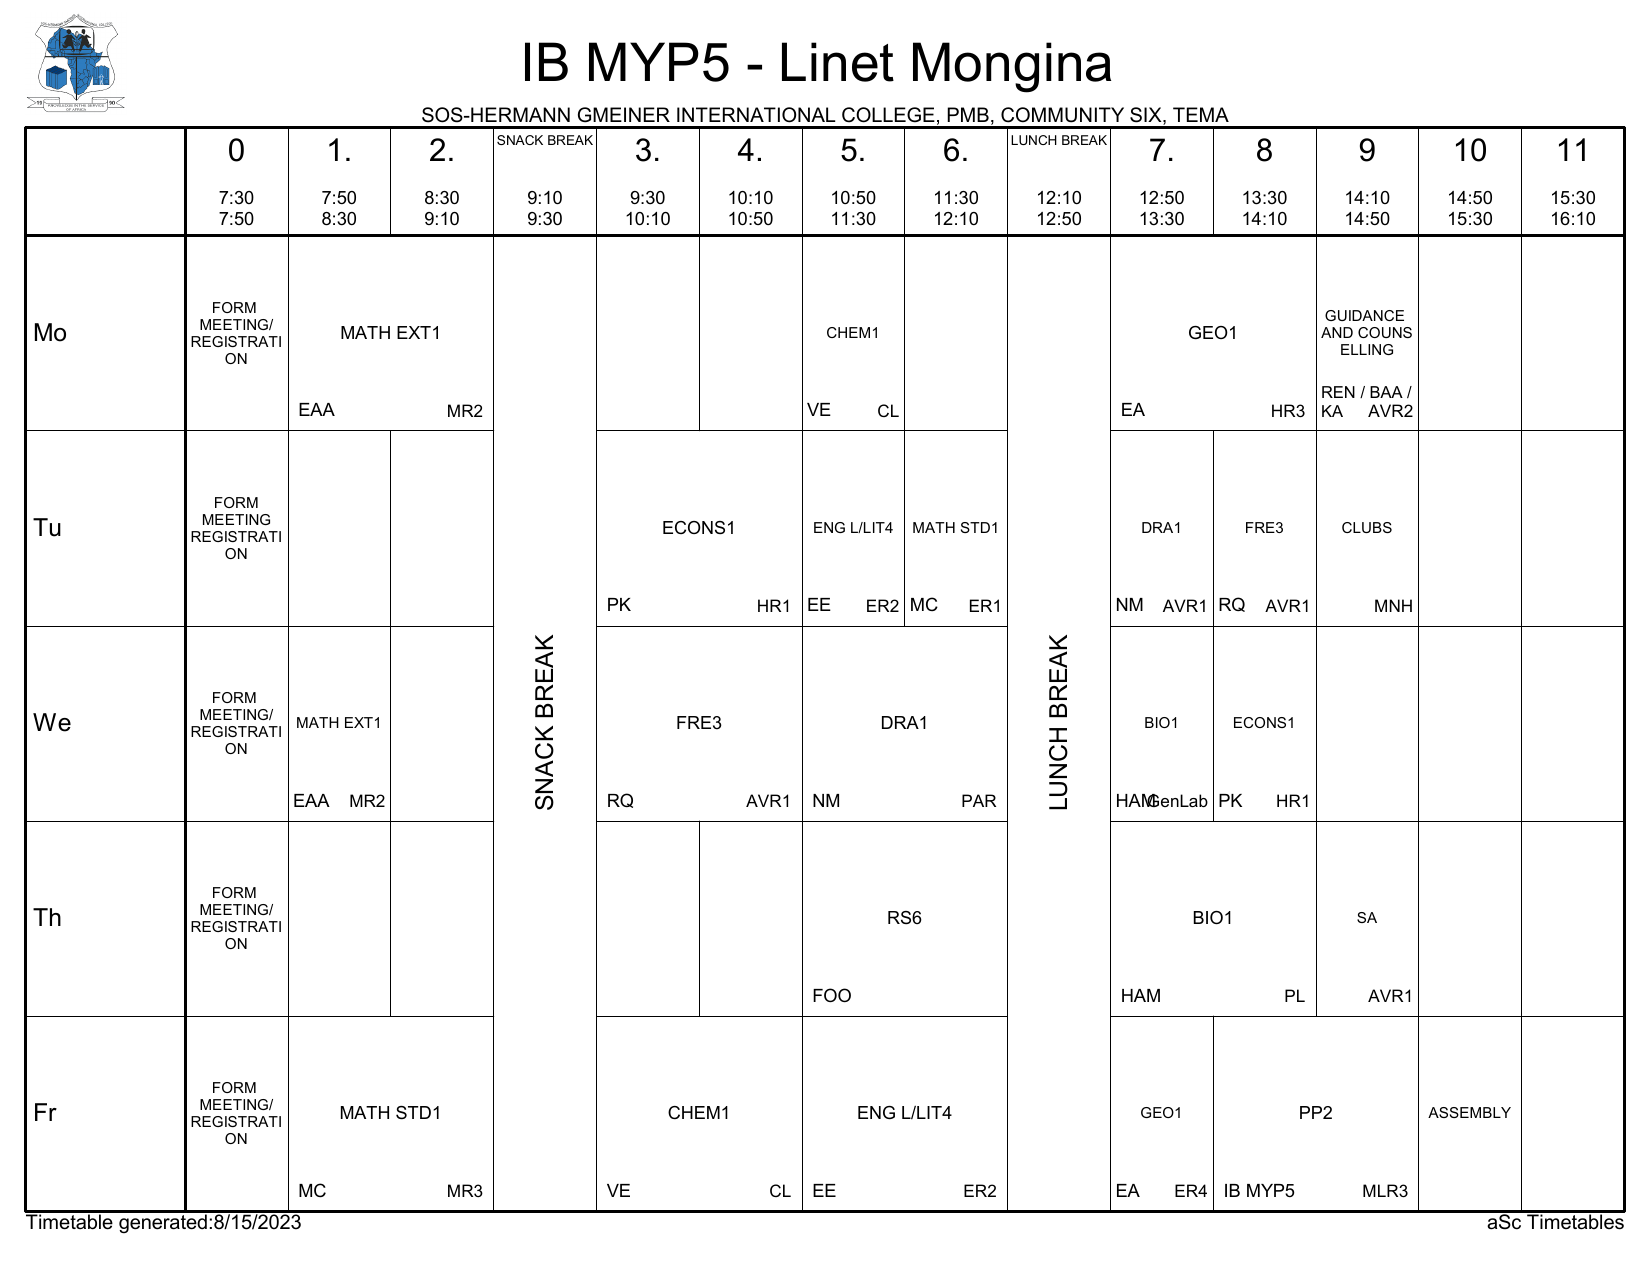 IB MYP5 - Linet Mongina
SOS-HERMANN GMEINER INTERNATIONAL COLLEGE, PMB, COMMUNITY SIX, TEMA
19 90
KNOWLEDGE IN THE SERVICE
OF AFRICA
0 1. 2. SNACK BREAK 3. 4. 5. 6. LUNCH BREAK 7. 8 9 10 11
7:30 7:50 8:30 9:10 9:30 10:10 10:50 11:30 12:10 12:50 13:30 14:10 14:50 15:30
7:50 8:30 9:10 9:30 10:10 10:50 11:30 12:10 12:50 13:30 14:10 14:50 15:30 16:10
SNACK BREAK
LUNCH BREAK
Mo
FORM
MEETING/
REGISTRATI
ON
MATH EXT1
EAA MR2
CHEM1
VE CL
GEO1
EA HR3
GUIDANCE
AND COUNS
ELLING
REN / BAA /
KA AVR2
Tu
FORM
MEETING
REGISTRATI
ON
ECONS1
PK HR1
ENG L/LIT4
EE ER2
MATH STD1
MC ER1
DRA1
NM AVR1
FRE3
RQ AVR1
CLUBS
MNH
We
FORM
MEETING/
REGISTRATI
ON
MATH EXT1
EAA MR2
FRE3
RQ AVR1
DRA1
NM PAR
BIO1
HAM GenLab
ECONS1
PK HR1
Th
FORM
MEETING/
REGISTRATI
ON
RS6
FOO
BIO1
HAM PL
SA
AVR1
Fr
FORM
MEETING/
REGISTRATI
ON
MATH STD1
MC MR3
CHEM1
VE CL
ENG L/LIT4
EE ER2
GEO1
EA ER4
PP2
IB MYP5 MLR3
ASSEMBLY
Timetable generated:8/15/2023
aSc Timetables